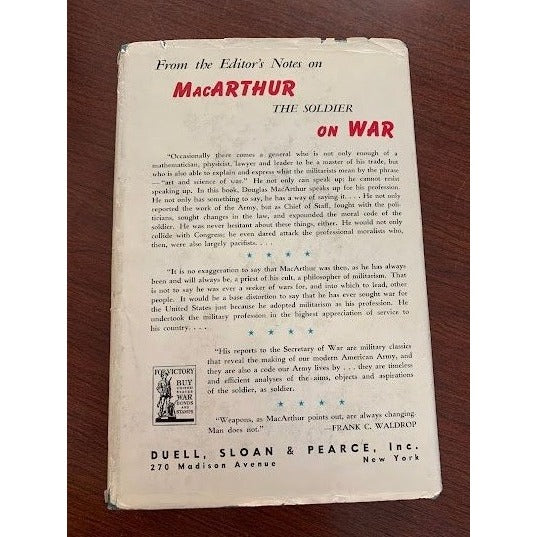 From the Editor's Notes on
MACARTHUR
THE SOLDIER
ON WAR
"Occasionally there comes a general who is not only enough of a
mathematician, physicist, lawyer and leader to be a master of his trade, but
who is also able to explain and express what the militarists mean by the phrase
—"art and science of war." He not only can speak up; he cannot resist
speaking up. In this book, Douglas MacArthur speaks up for his profession.
He not only has something to say, he has a way of saying it. . . . He not only
reported the work of the Army, but as Chief of Staff, fought with the poli-
ticians, sought changes in the law, and expounded the moral code of the
soldier. He was never hesitant about these things, either. He would not only
collide with Congress; he even dared attack the professional moralists who,
then, were also largely pacifists. . . .
"It is no exaggeration to say that MacArthur was then, as he has always
been and will always be, a priest of his cult, a philosopher of militarism. That
is not to say he was ever a seeker of wars for, and into which to lead, other
people. It would be a base distortion to say that he has ever sought war for
the United States just because he adopted militarism as his profession. He
undertook the military profession in the highest appreciation of service to
his country. . . .
"His reports to the Secretary of War are military classics
that reveal the making of our modern American Army, and
they are also a code our Army lives by . . . they are timeless
and efficient analyses of the aims, objects and aspirations
of the soldier, as soldier.
FOR VICTORY
BUY
UNITED
STATES
WAR
BONDS
AND
STAMPS
"Weapons, as MacArthur points out, are always changing.
Man does not." —FRANK C. WALDROP
DUELL, SLOAN & PEARCE, Inc.
270 Madison Avenue New York